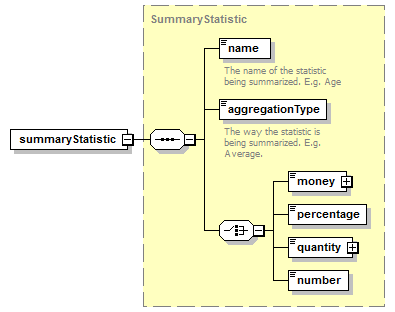 SummaryStatistic
name
The name of the statistic
being summarized. E.g. Age
aggregationType
The way the statistic is
being summarized. E.g.
Average.
summaryStatistic
money
percentage
quantity
number